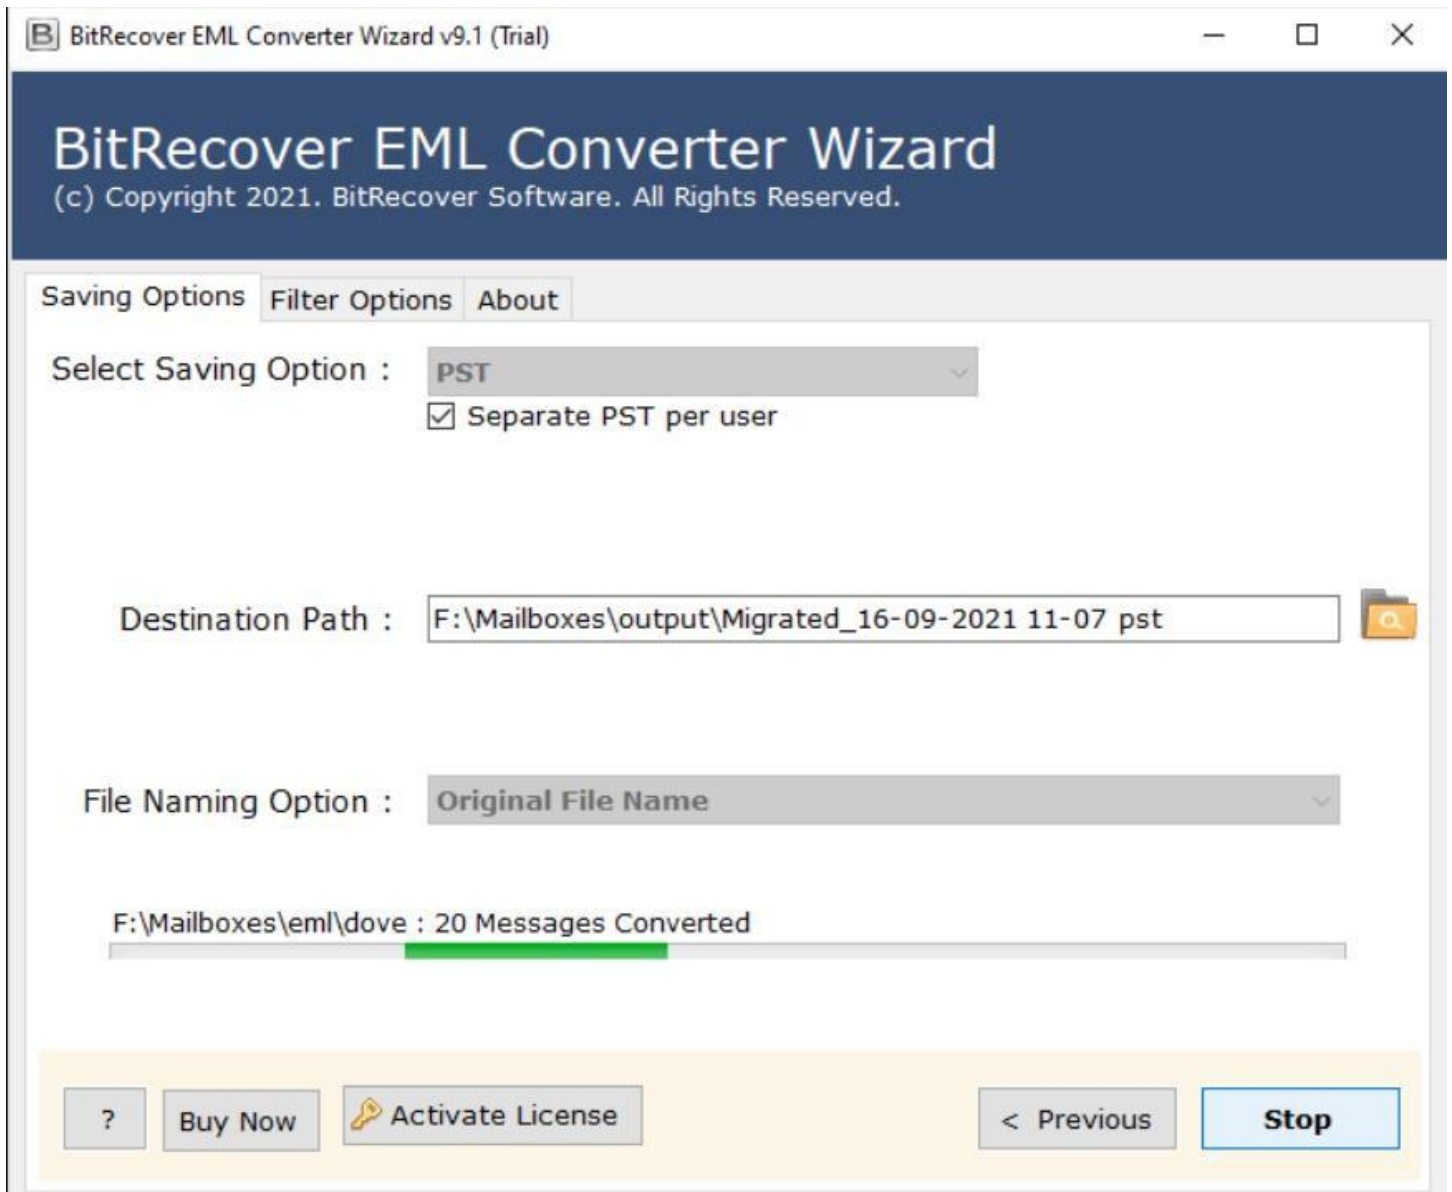 B BitRecover EML Converter Wizard v9.1 (Trial)
BitRecover EML Converter Wizard
(c) Copyright 2021. BitRecover Software. All Rights Reserved.
Saving Options Filter Options About
Select Saving Option : PST
Separate PST per user
Destination Path : F:\Mailboxes\output\Migrated_16-09-2021 11-07 pst
File Naming Option : Original File Name
F:\Mailboxes\eml\dove : 20 Messages Converted
? Buy Now Activate License < Previous Stop